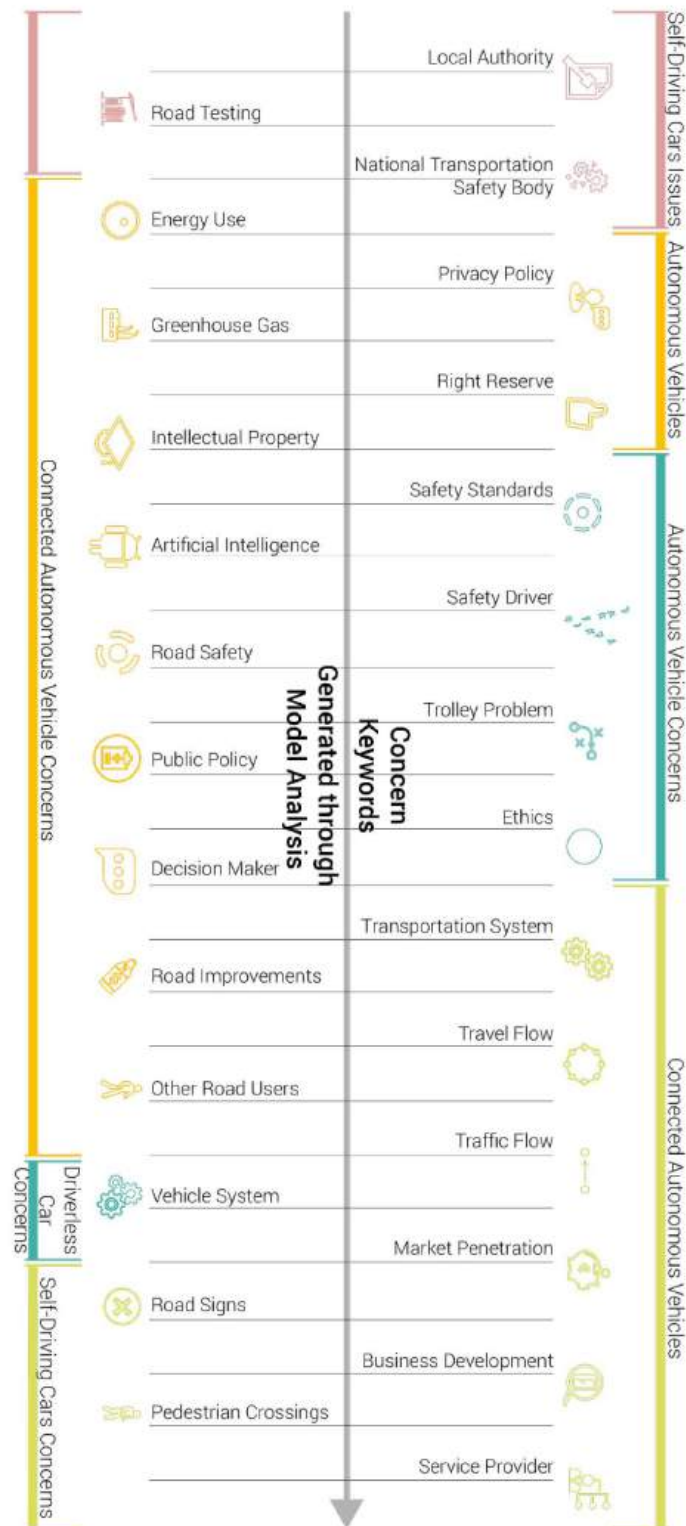 Self-Driving Cars Issues
Local Authority
Road Testing
National Transportation
Safety Body
Energy Use
Autonomous Vehicles
Privacy Policy
Greenhouse Gas
Right Reserve
Intellectual Property
Connected Autonomous Vehicle Concerns
Autonomous Vehicle Concerns
Safety Standards
Artificial Intelligence
Safety Driver
Road Safety
Concern
Keywords
Generated through
Model Analysis
Trolley Problem
Public Policy
Ethics
Decision Maker
Connected Autonomous Vehicles
Transportation System
Road Improvements
Travel Flow
Other Road Users
Traffic Flow
Driverless
Car
Concerns
Vehicle System
Market Penetration
Self-Driving Cars Concerns
Road Signs
Business Development
Pedestrian Crossings
Service Provider